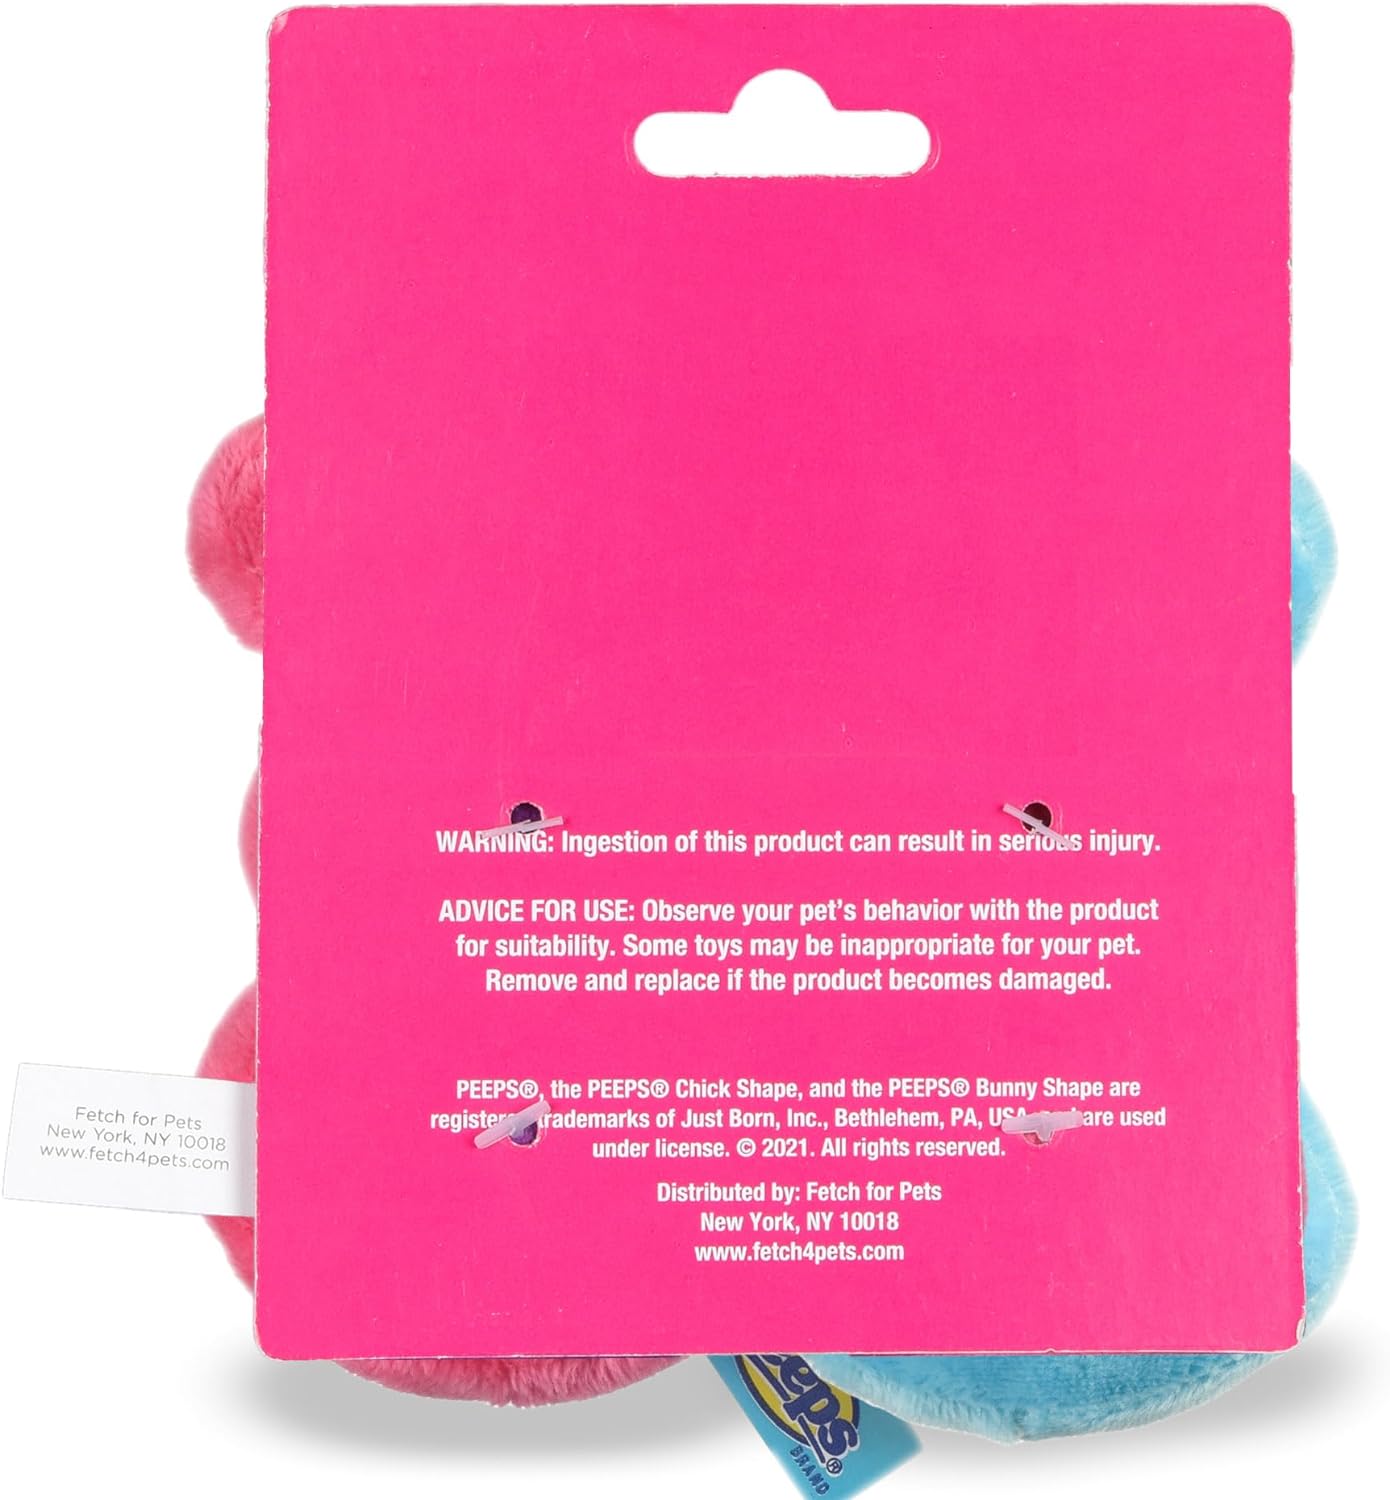 WARNING: Ingestion of this product can result in serious injury.
ADVICE FOR USE: Observe your pet's behavior with the product
for suitability. Some toys may be inappropriate for your pet.
Remove and replace if the product becomes damaged.
PEEPS®, the PEEPS® Chick Shape, and the PEEPS® Bunny Shape are
registered trademarks of Just Born, Inc., Bethlehem, PA, USA and are used
under license. © 2021. All rights reserved.
Distributed by: Fetch for Pets
New York, NY 10018
www.fetch4pets.com
Fetch for Pets
New York, NY 10018
www.fetch4pets.com
Peeps®
BRAND